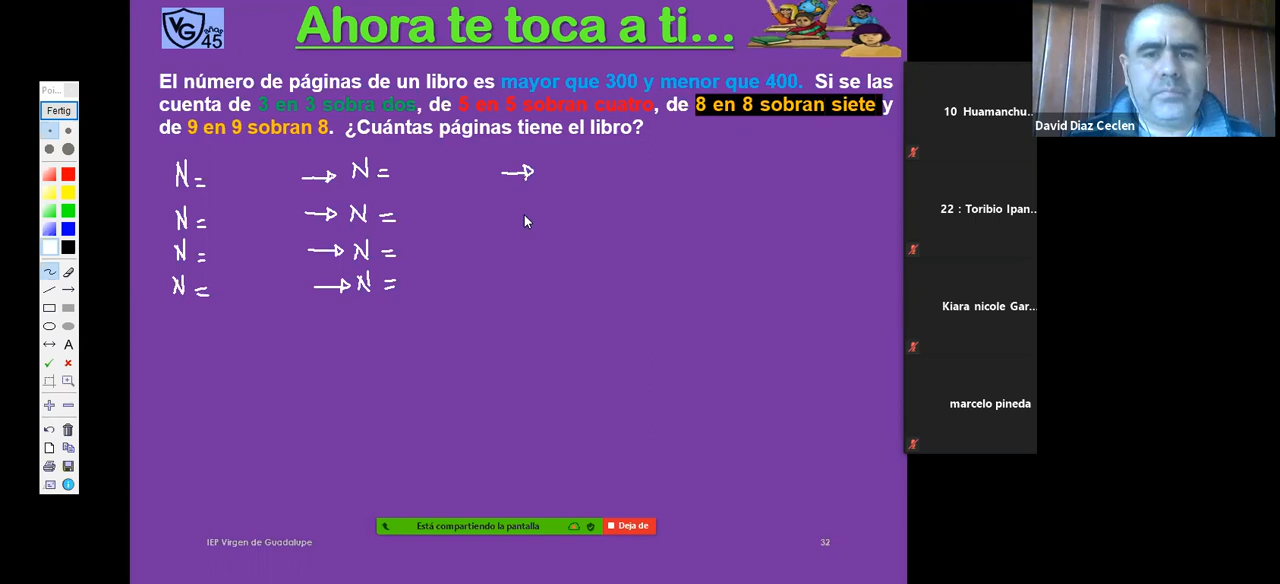 VG
años
45
Ahora te toca a ti...
El número de páginas de un libro es mayor que 300 y menor que 400. Si se las
cuenta de 3 en 3 sobra dos, de 5 en 5 sobran cuatro, de 8 en 8 sobran siete y
de 9 en 9 sobran 8. ¿Cuántas páginas tiene el libro?
N= → N= →
N= → N=
N= → N=
N= → N=
Poi...
Fertig
A
David Diaz Ceclen
10 Huamanchu...
22 : Toribio Ipan...
Kiara nicole Gar...
marcelo pineda
Está compartiendo la pantalla
Deja de
IEP Virgen de Guadalupe
32